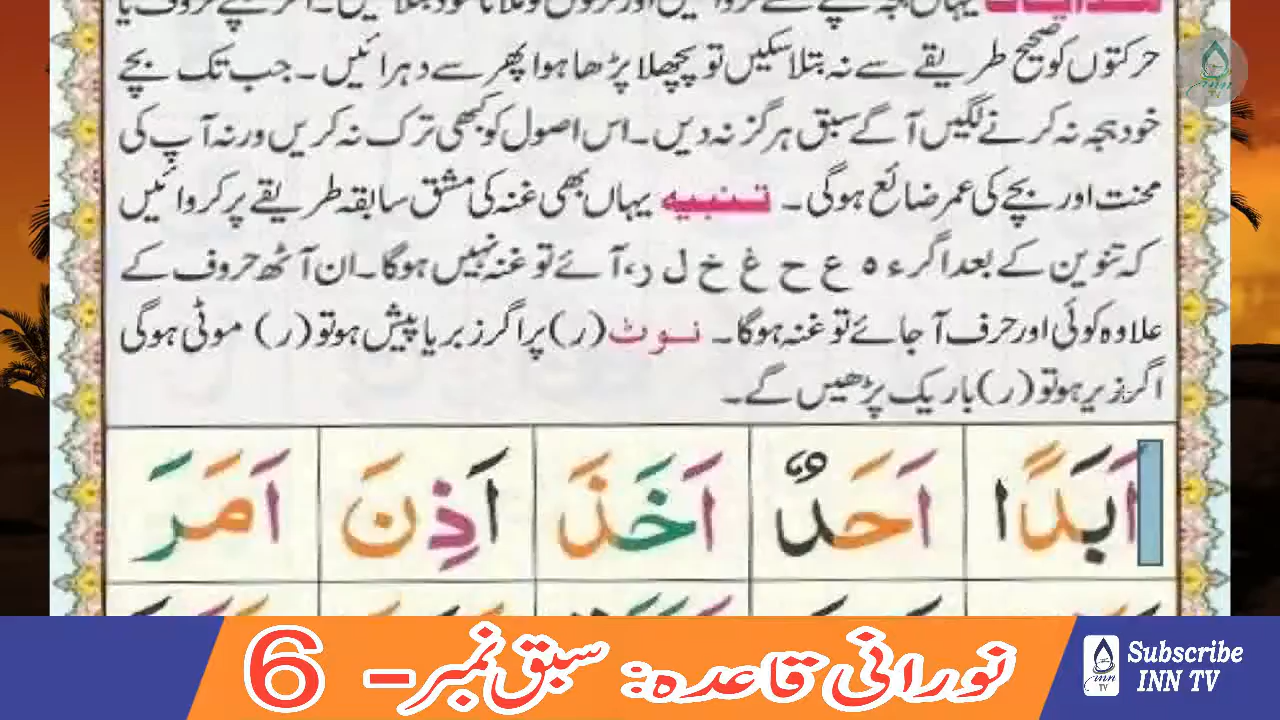 حرکتوں کو صحیح طریقے سے نہ بتلا سکیں تو پچھلا پڑھا ہوا پھر سے دہرائیں۔ جب تک بچے
خود ہجہ نہ کرنے لگیں آگے سبق ہرگز نہ دیں۔ اس اصول کو کبھی ترک نہ کریں ورنہ آپ کی
محنت اور بچے کی عمر ضائع ہوگی۔ تنبیہ یہاں بھی غنہ کی مشق سابقہ طریقے پر کروائیں
کہ تنوین کے بعد اگر ء ہ ع ح غ خ ل ر، آئے تو غنہ نہیں ہوگا۔ ان آٹھ حروف کے
علاوہ کوئی اور حرف آ جائے تو غنہ ہوگا۔ نوٹ (ر) پر اگر زبر یا پیش ہو تو (ر) موٹی ہوگی
اگر زیر ہو تو (ر) باریک پڑھیں گے۔
اَبَدًا اَحَدٌ اَخَذَ اَذِنَ اَمَرَ
نورانی قاعدہ: سبق نمبر - 6
Subscribe
INN TV